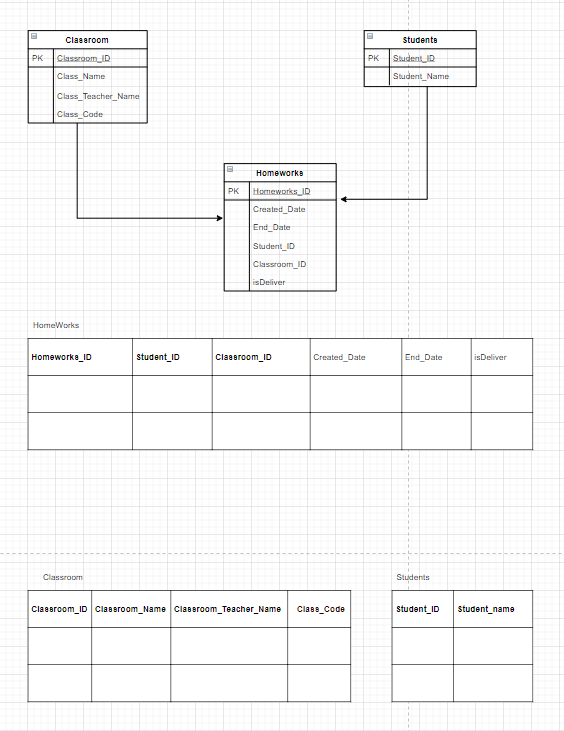 Classroom
PK Classroom_ID
Class_Name
Class_Teacher_Name
Class_Code
Students
PK Student_ID
Student_Name
Homeworks
PK Homeworks_ID
Created_Date
End_Date
Student_ID
Classroom_ID
isDeliver
HomeWorks
Homeworks_ID Student_ID Classroom_ID Created_Date End_Date isDeliver
Classroom
Classroom_ID Classroom_Name Classroom_Teacher_Name Class_Code
Students
Student_ID Student_name